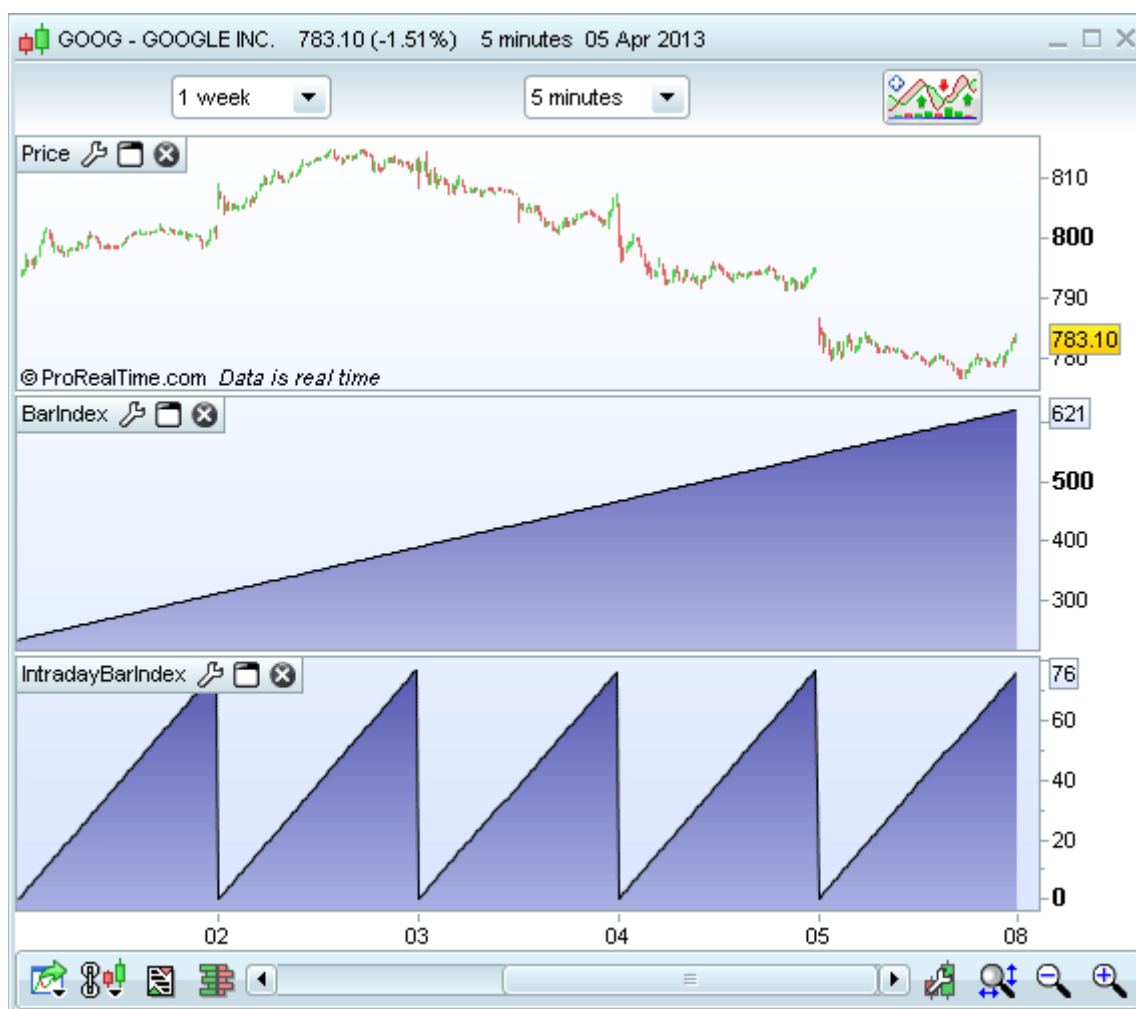 GOOG - GOOGLE INC. 783.10 (-1.51%) 5 minutes 05 Apr 2013
1 week 5 minutes
Price
810
800
790
783.10
780
© ProRealTime.com Data is real time
BarIndex
621
500
400
300
IntradayBarIndex
76
60
40
20
0
02 03 04 05 08